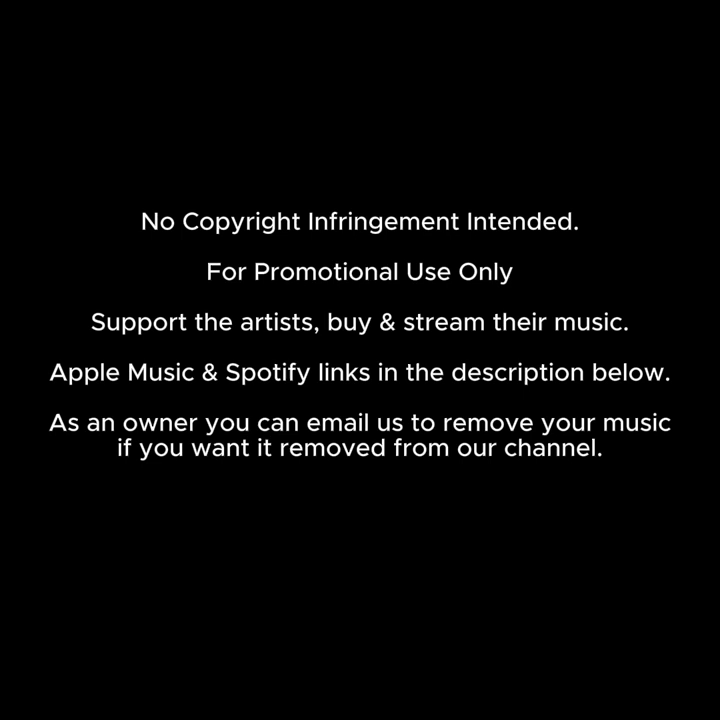 No Copyright Infringement Intended.
For Promotional Use Only
Support the artists, buy & stream their music.
Apple Music & Spotify links in the description below.
As an owner you can email us to remove your music
if you want it removed from our channel.